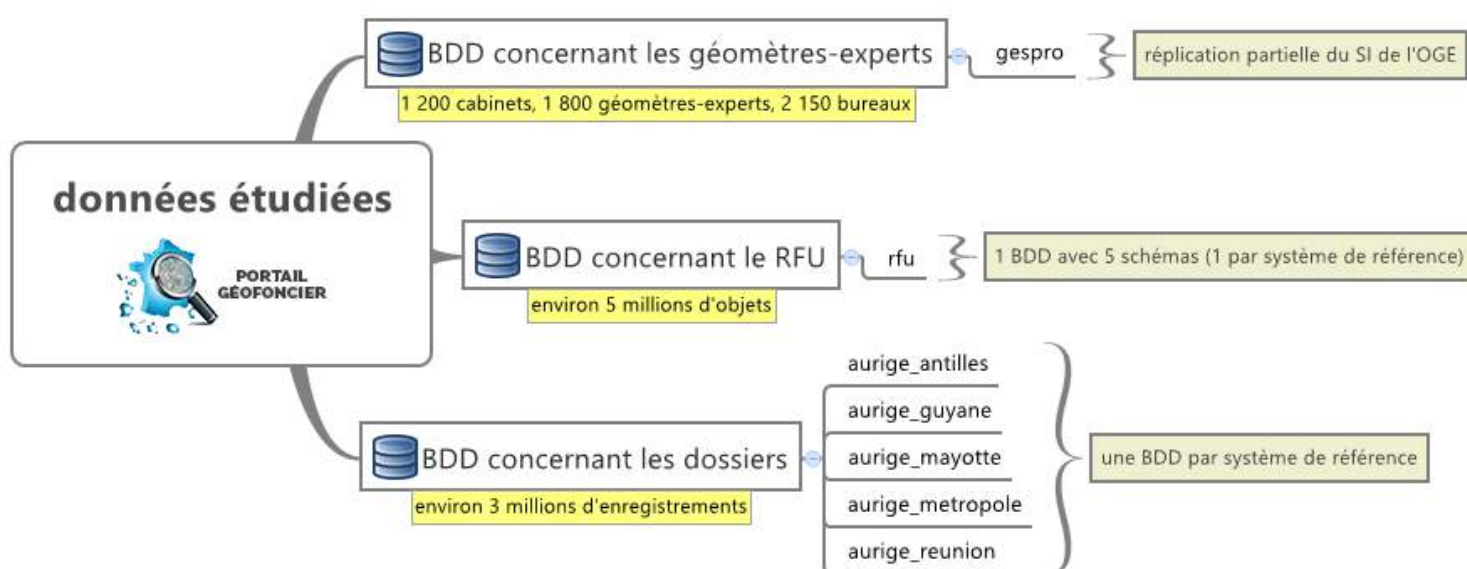 données étudiées
PORTAIL
GÉOFONCIER
BDD concernant les géomètres-experts
1 200 cabinets, 1 800 géomètres-experts, 2 150 bureaux
gespro
réplication partielle du SI de l'OGE
BDD concernant le RFU
environ 5 millions d'objets
rfu
1 BDD avec 5 schémas (1 par système de référence)
BDD concernant les dossiers
environ 3 millions d'enregistrements
aurige_antilles
aurige_guyane
aurige_mayotte
aurige_metropole
aurige_reunion
une BDD par système de référence